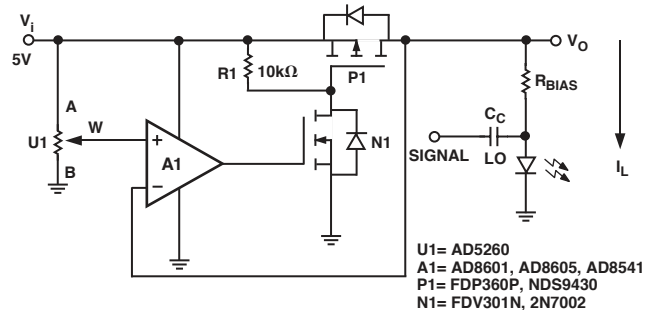 Vi
5V
VO
R1
10kΩ
P1
RBIAS
A
W
U1
B
+
A1
−
N1
CC
SIGNAL
LO
IL
U1= AD5260
A1= AD8601, AD8605, AD8541
P1= FDP360P, NDS9430
N1= FDV301N, 2N7002